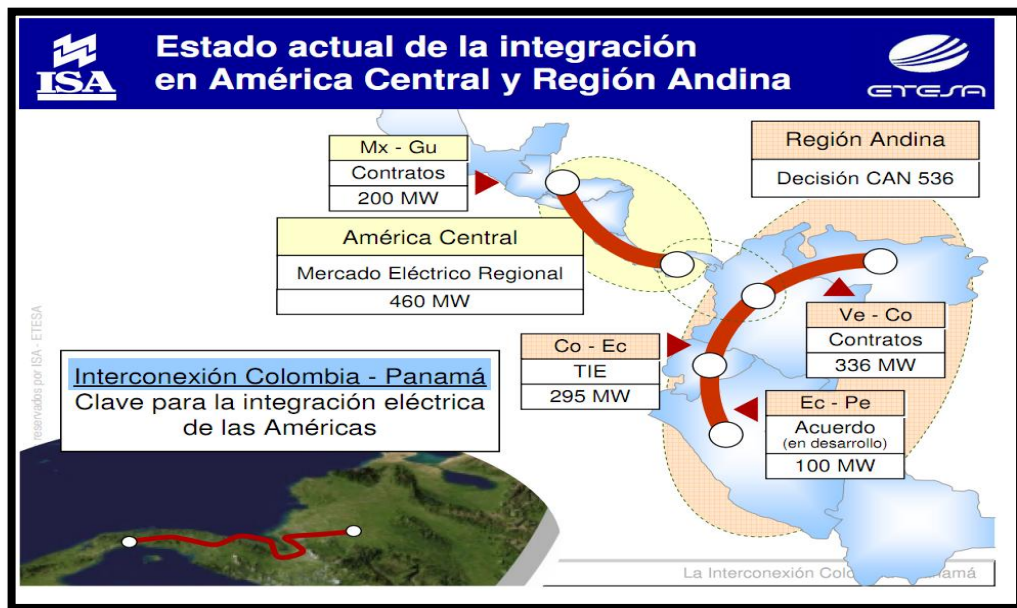 ISA
Estado actual de la integración
en América Central y Región Andina
ETESA
Mx - Gu
Contratos
200 MW
Región Andina
Decisión CAN 536
América Central
Mercado Eléctrico Regional
460 MW
Ve - Co
Contratos
336 MW
Co - Ec
TIE
295 MW
Ec - Pe
Acuerdo
(en desarrollo)
100 MW
Interconexión Colombia - Panamá
Clave para la integración eléctrica
de las Américas
reservados por ISA - ETESA
La Interconexión